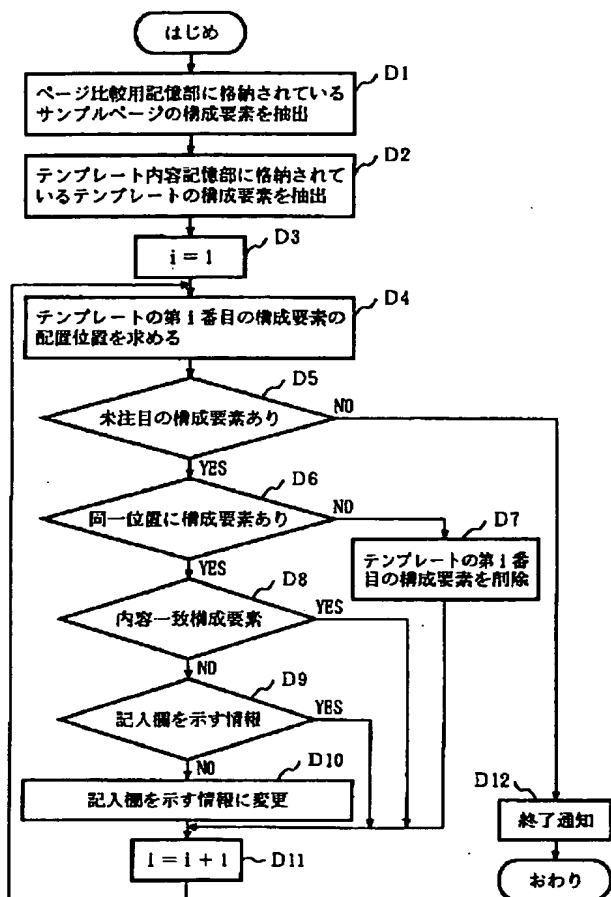 はじめ
D1
ページ比較用記憶部に格納されている
サンプルページの構成要素を抽出
D2
テンプレート内容記憶部に格納されて
いるテンプレートの構成要素を抽出
D3
i = 1
D4
テンプレートの第i番目の構成要素の
配置位置を求める
D5
未注目の構成要素あり
NO
YES
D6
同一位置に構成要素あり
NO
D7
テンプレートの第i番
目の構成要素を削除
YES
D8
内容一致構成要素
YES
NO
D9
記入欄を示す情報
YES
NO
D10
記入欄を示す情報に変更
D12
終了通知
i = i + 1
D11
おわり